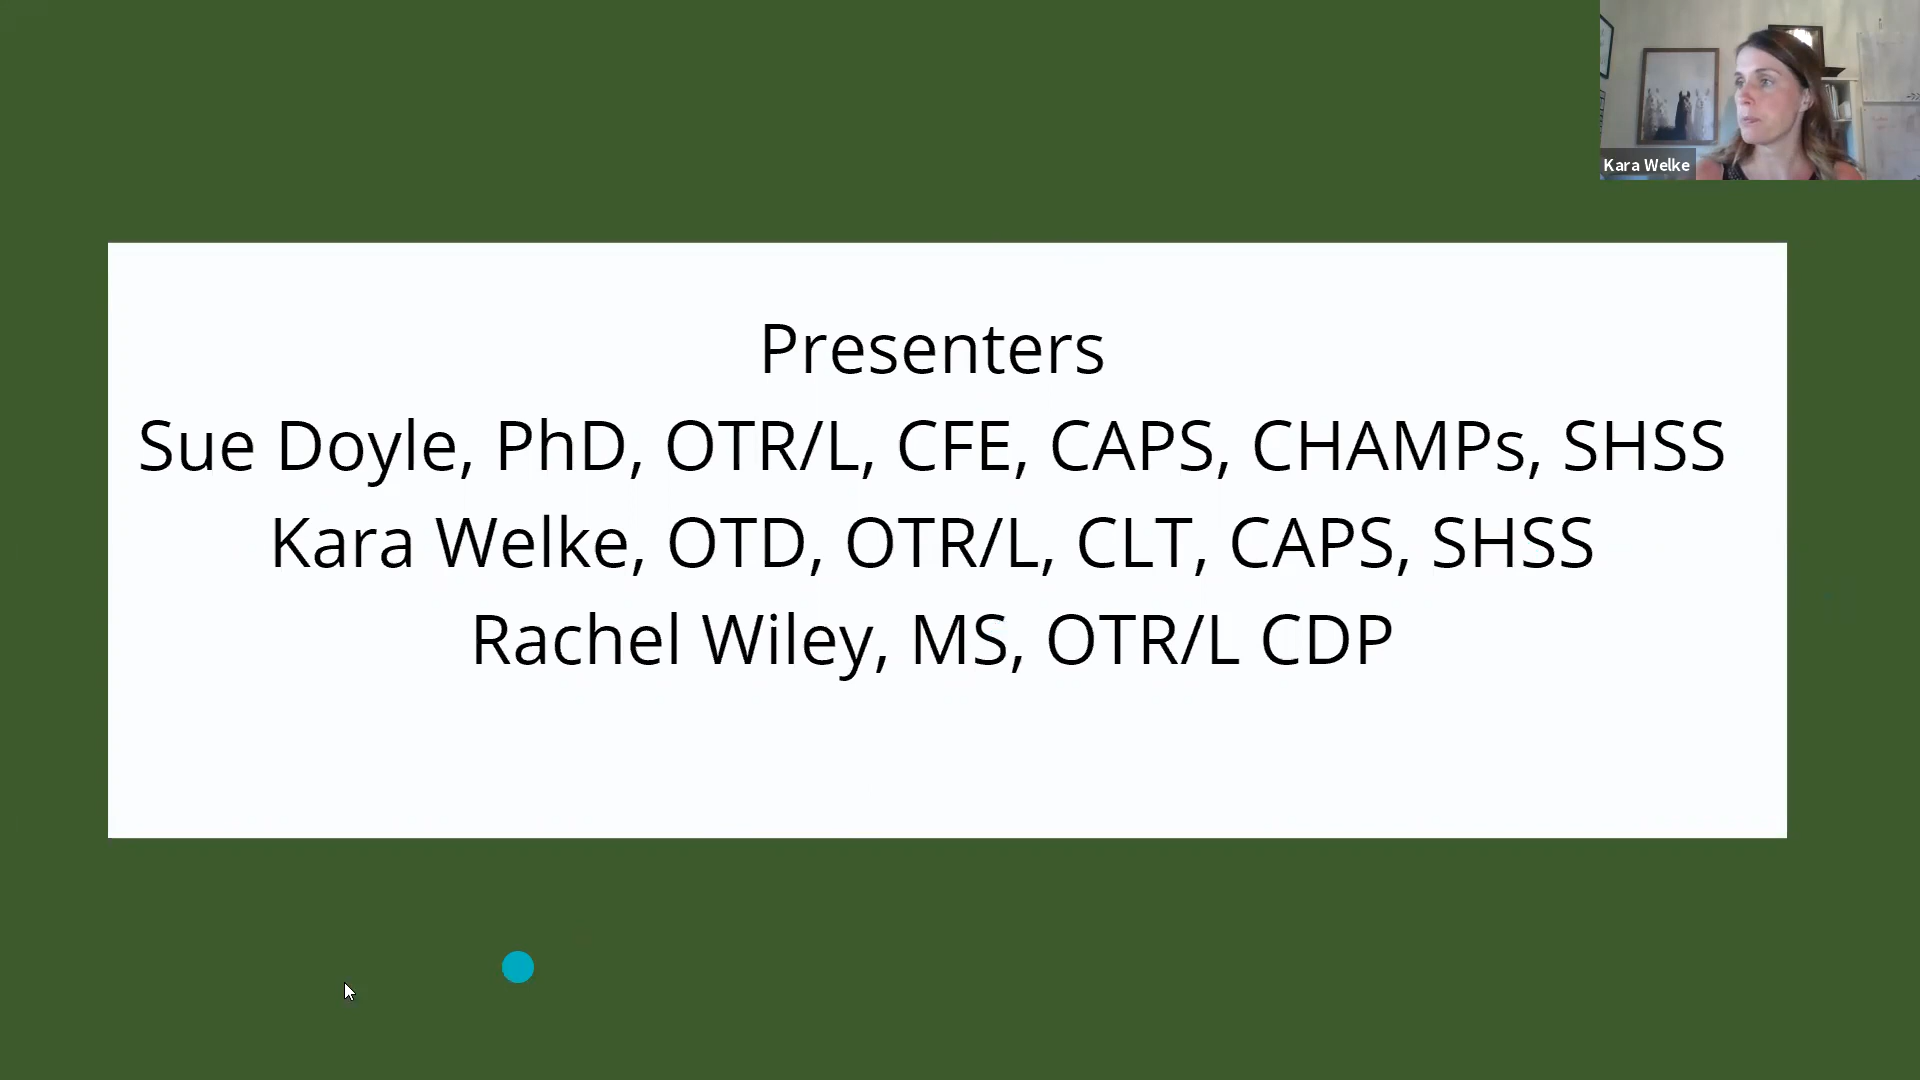 Kara Welke
Presenters
Sue Doyle, PhD, OTR/L, CFE, CAPS, CHAMPs, SHSS
Kara Welke, OTD, OTR/L, CLT, CAPS, SHSS
Rachel Wiley, MS, OTR/L CDP